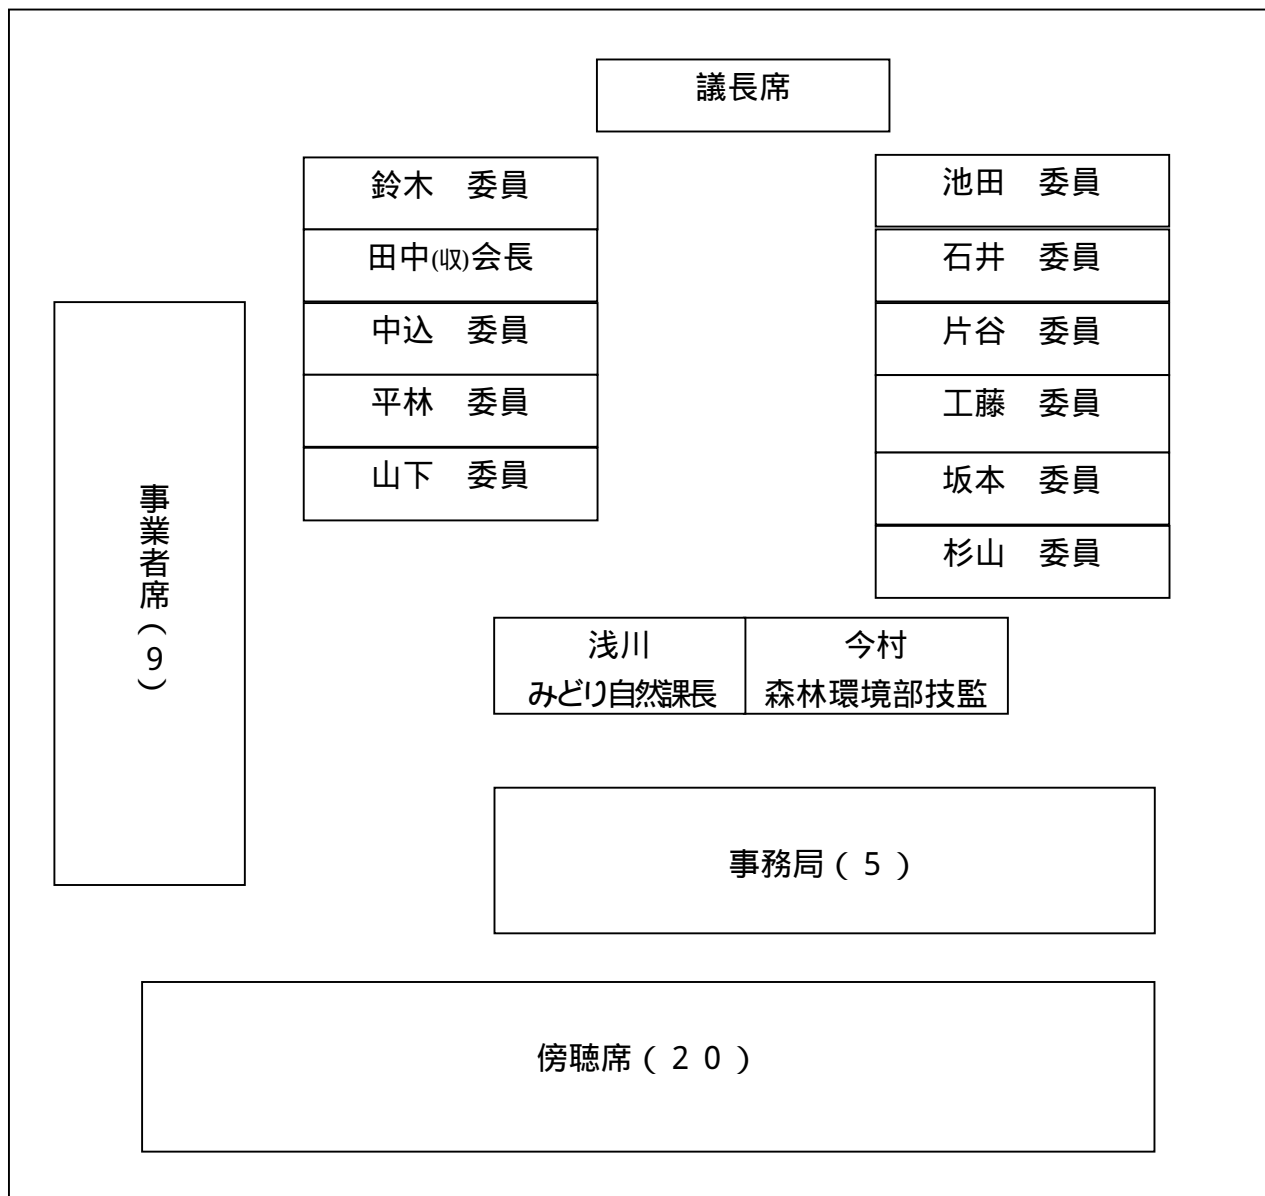 議長席
鈴木　委員
田中(収)会長
中込　委員
平林　委員
山下　委員
池田　委員
石井　委員
片谷　委員
工藤　委員
坂本　委員
杉山　委員
事業者席(9)
浅川
みどり自然課長
今村
森林環境部技監
事務局(5)
傍聴席(20)